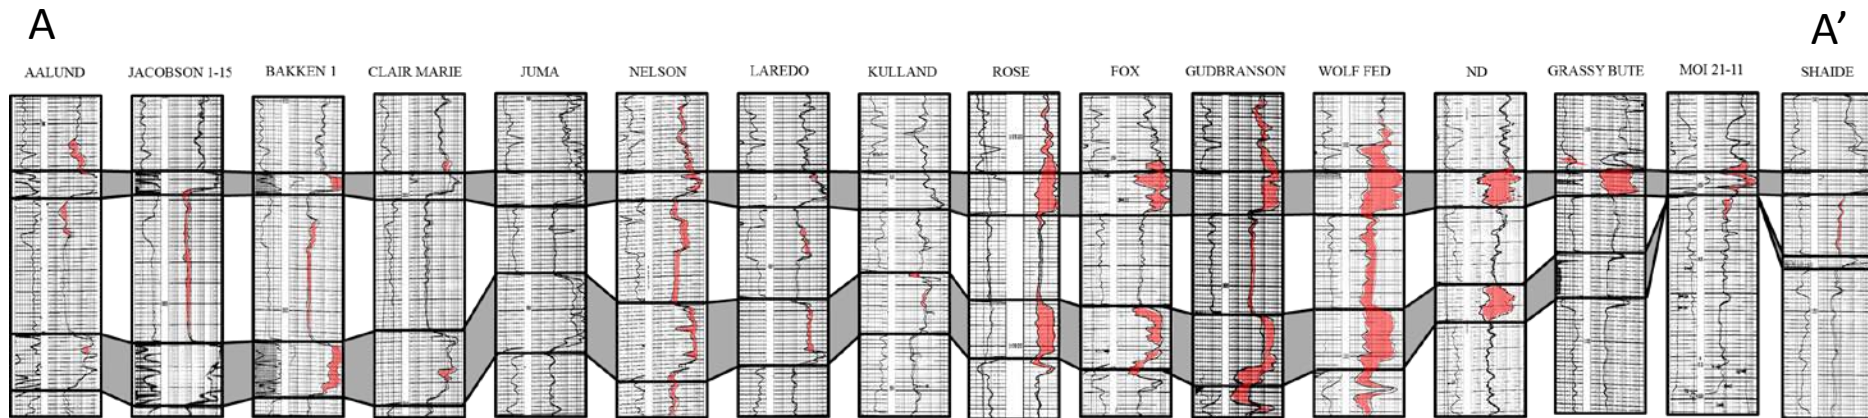 A A’
AALUND JACOBSON 1-15 BAKKEN 1 CLAIR MARIE JUMA NELSON LAREDO KULLAND ROSE FOX GUDBRANSON WOLF FED ND GRASSY BUTE MOI 21-11 SHAIDE